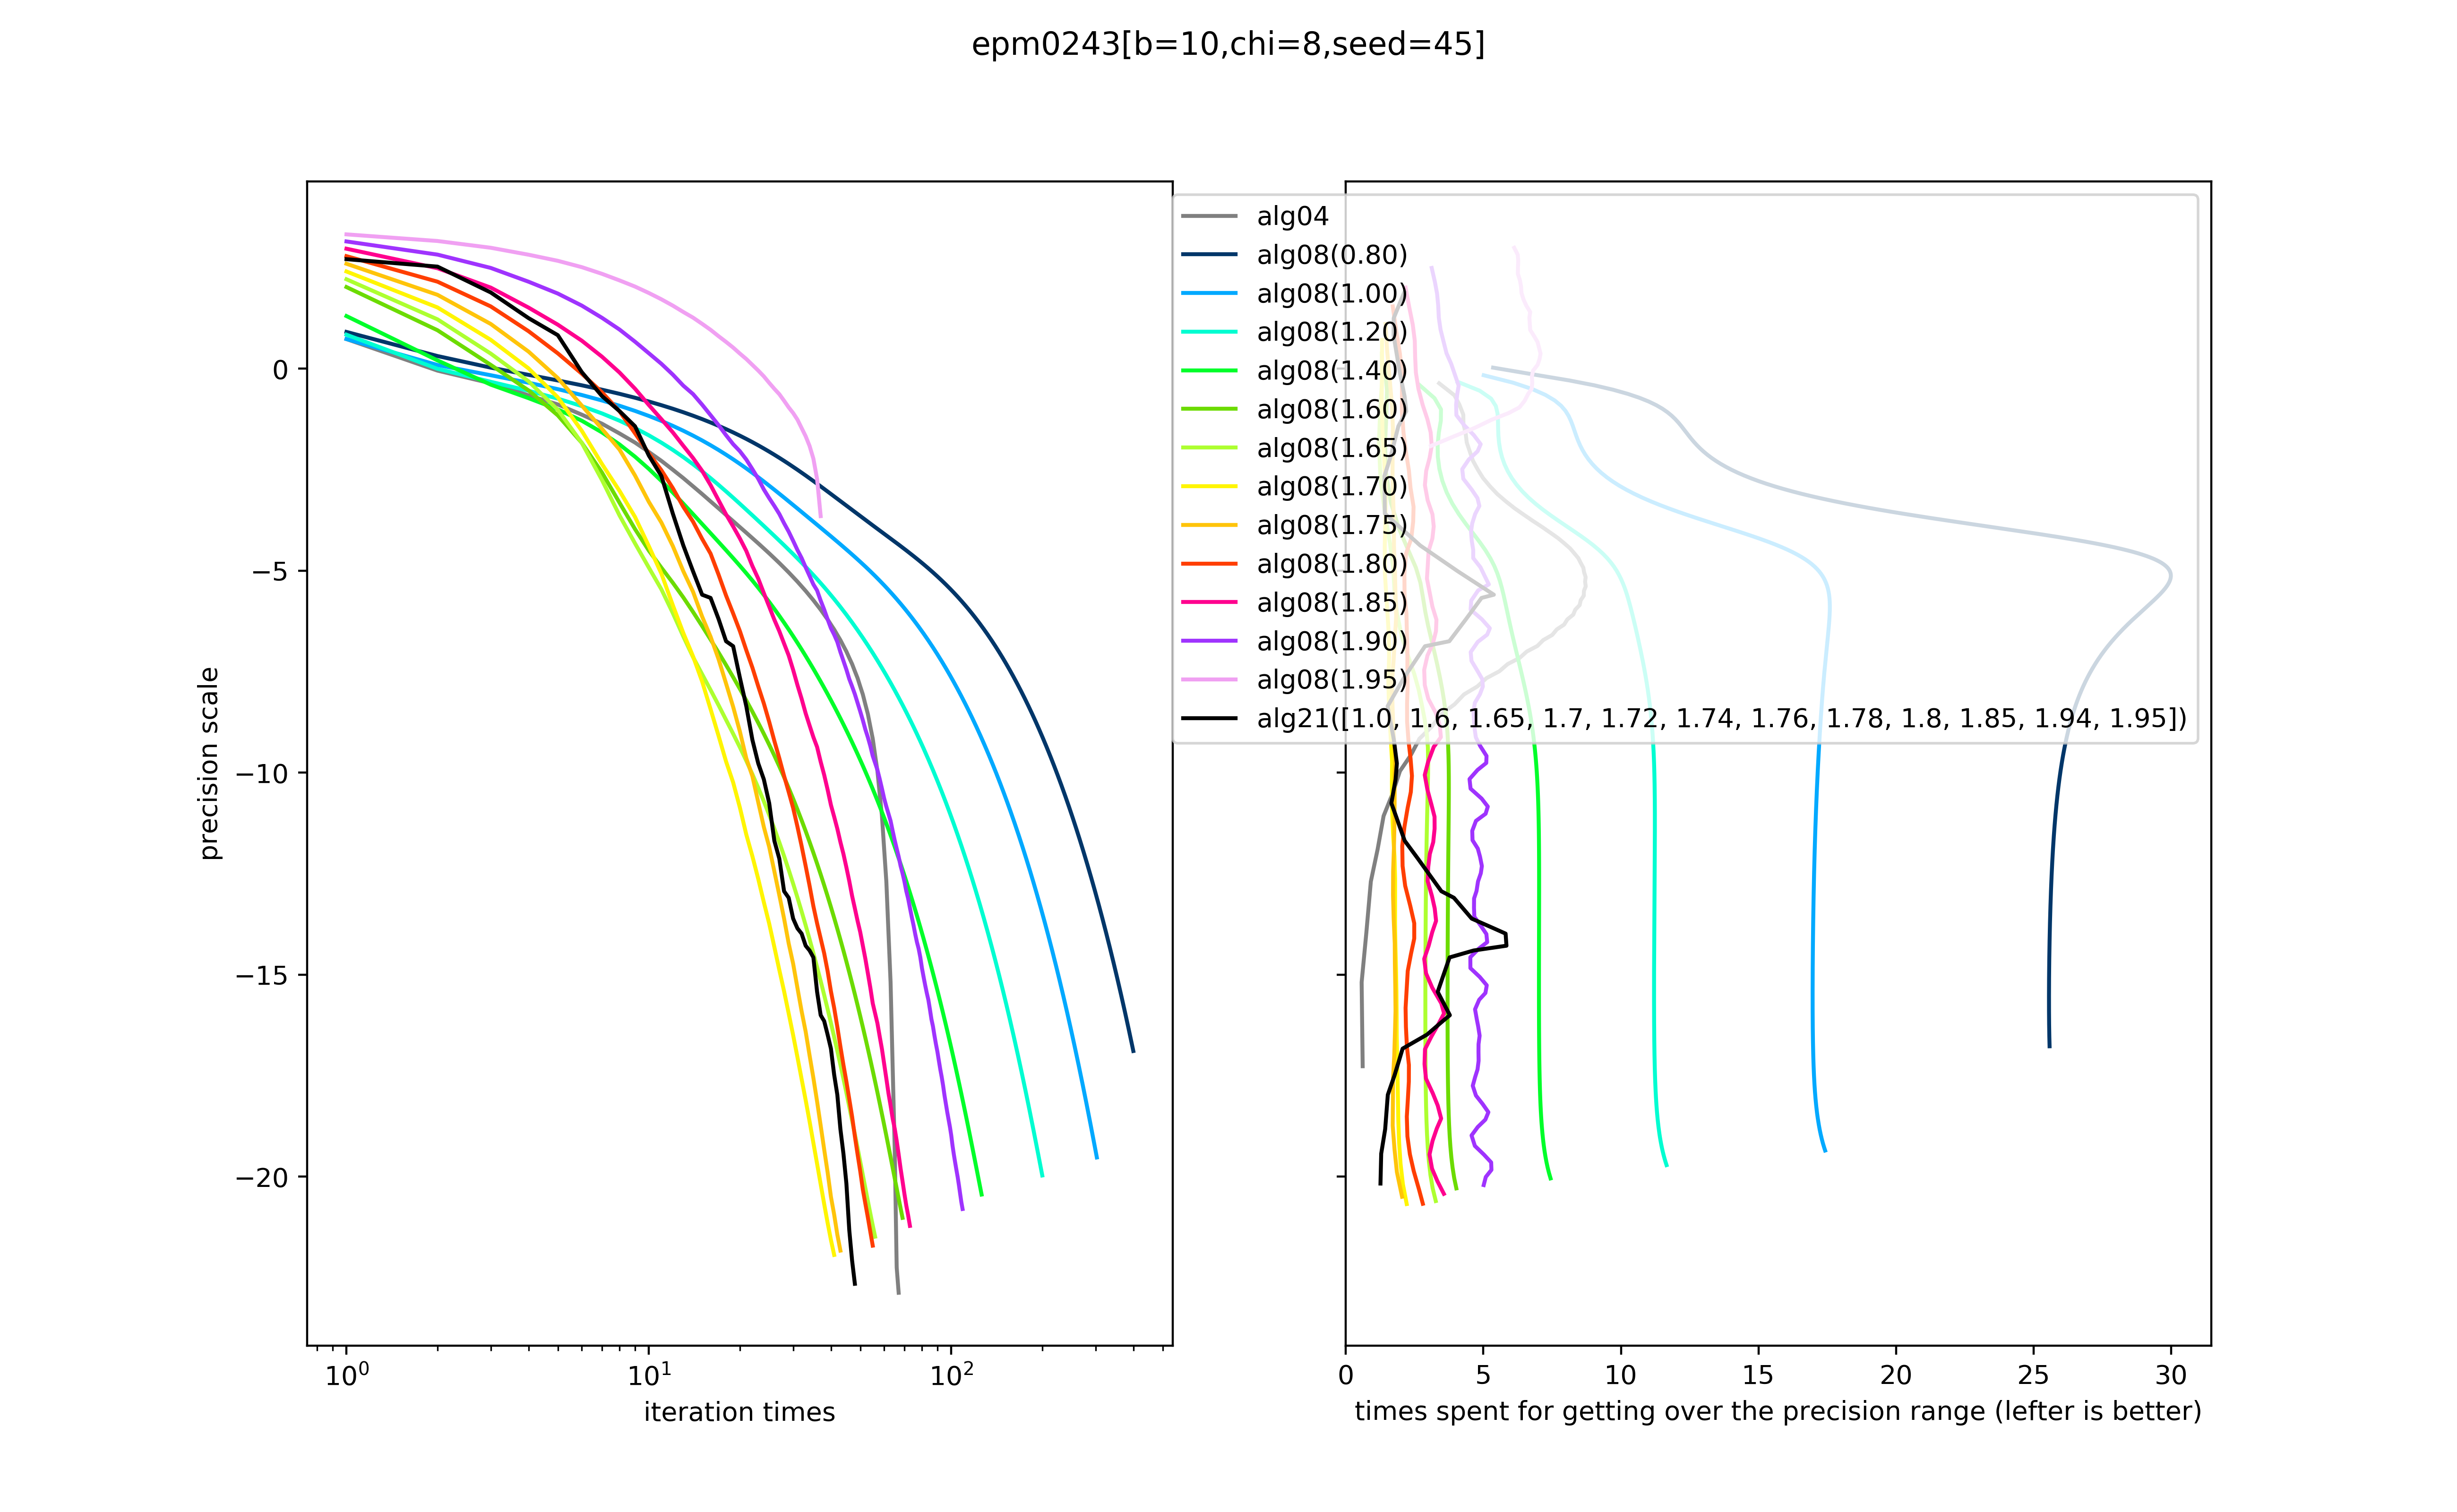 epm0243[b=10,chi=8,seed=45]
precision scale
0
−5
−10
−15
−20
10⁰ 10¹ 10²
iteration times
alg04
alg08(0.80)
alg08(1.00)
alg08(1.20)
alg08(1.40)
alg08(1.60)
alg08(1.65)
alg08(1.70)
alg08(1.75)
alg08(1.80)
alg08(1.85)
alg08(1.90)
alg08(1.95)
alg21([1.0, 1.6, 1.65, 1.7, 1.72, 1.74, 1.76, 1.78, 1.8, 1.85, 1.94, 1.95])
0 5 10 15 20 25 30
times spent for getting over the precision range (lefter is better)